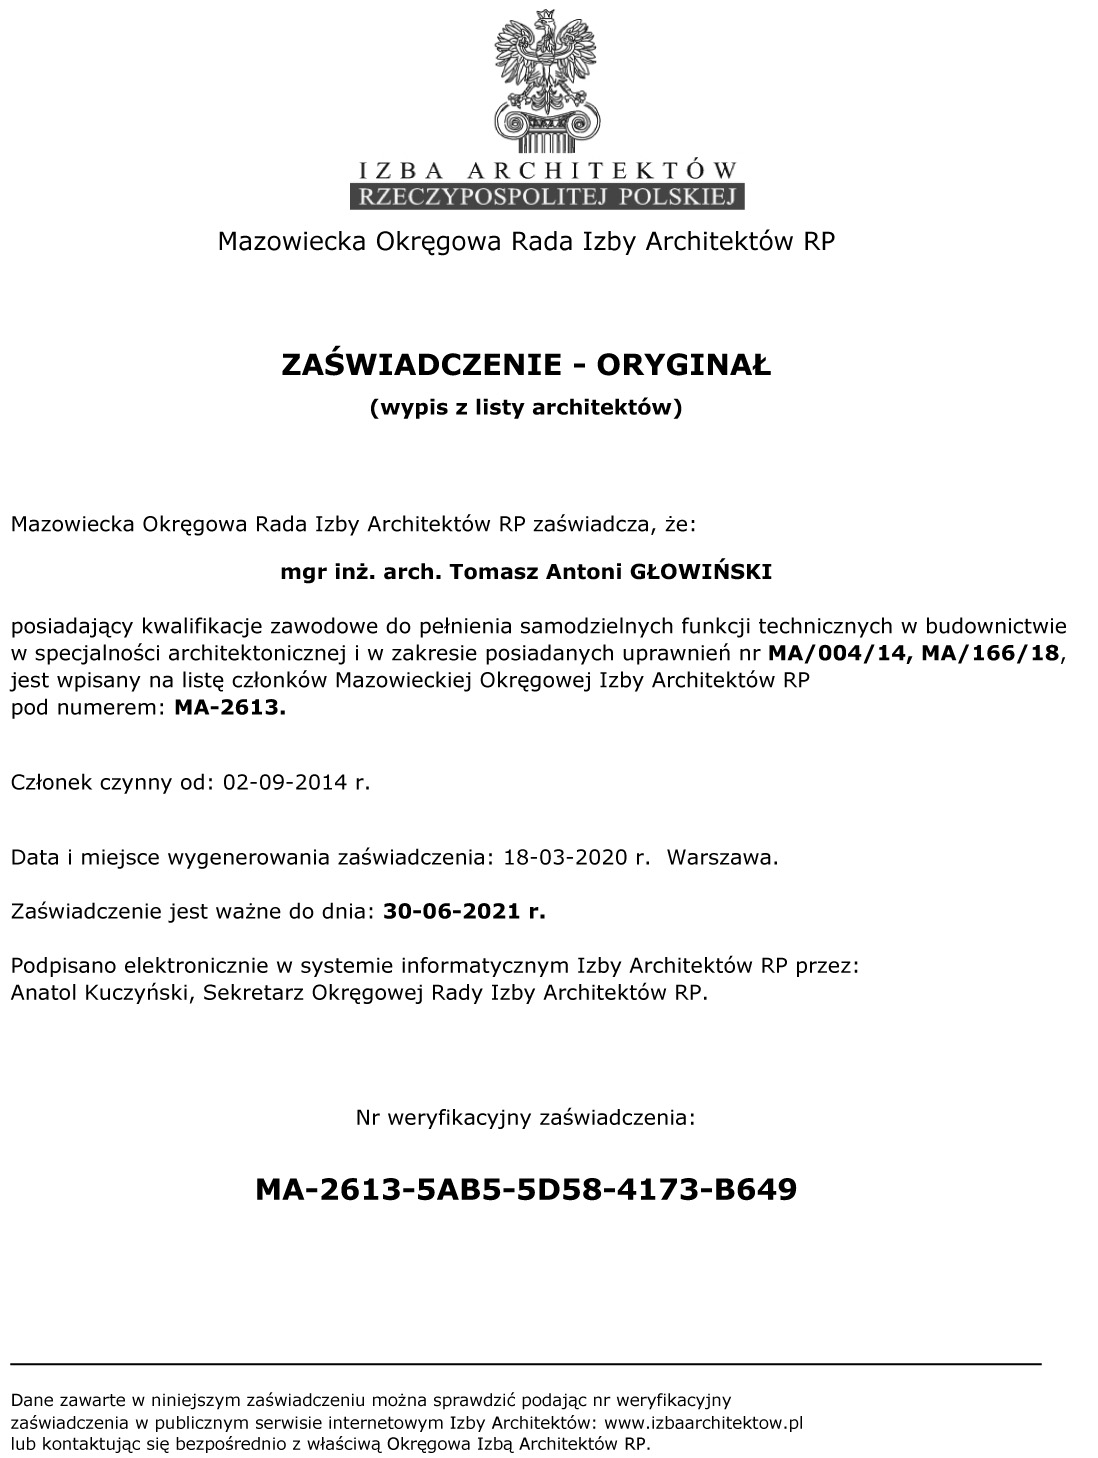 IZBA ARCHITEKTÓW
RZECZYPOSPOLITEJ POLSKIEJ
Mazowiecka Okręgowa Rada Izby Architektów RP
ZAŚWIADCZENIE - ORYGINAŁ
(wypis z listy architektów)
Mazowiecka Okręgowa Rada Izby Architektów RP zaświadcza, że:
mgr inż. arch. Tomasz Antoni GŁOWIŃSKI
posiadający kwalifikacje zawodowe do pełnienia samodzielnych funkcji technicznych w budownictwie
w specjalności architektonicznej i w zakresie posiadanych uprawnień nr MA/004/14, MA/166/18,
jest wpisany na listę członków Mazowieckiej Okręgowej Izby Architektów RP
pod numerem: MA-2613.
Członek czynny od: 02-09-2014 r.
Data i miejsce wygenerowania zaświadczenia: 18-03-2020 r. Warszawa.
Zaświadczenie jest ważne do dnia: 30-06-2021 r.
Podpisano elektronicznie w systemie informatycznym Izby Architektów RP przez:
Anatol Kuczyński, Sekretarz Okręgowej Rady Izby Architektów RP.
Nr weryfikacyjny zaświadczenia:
MA-2613-5AB5-5D58-4173-B649
Dane zawarte w niniejszym zaświadczeniu można sprawdzić podając nr weryfikacyjny
zaświadczenia w publicznym serwisie internetowym Izby Architektów: www.izbaarchitektow.pl
lub kontaktując się bezpośrednio z właściwą Okręgowa Izbą Architektów RP.